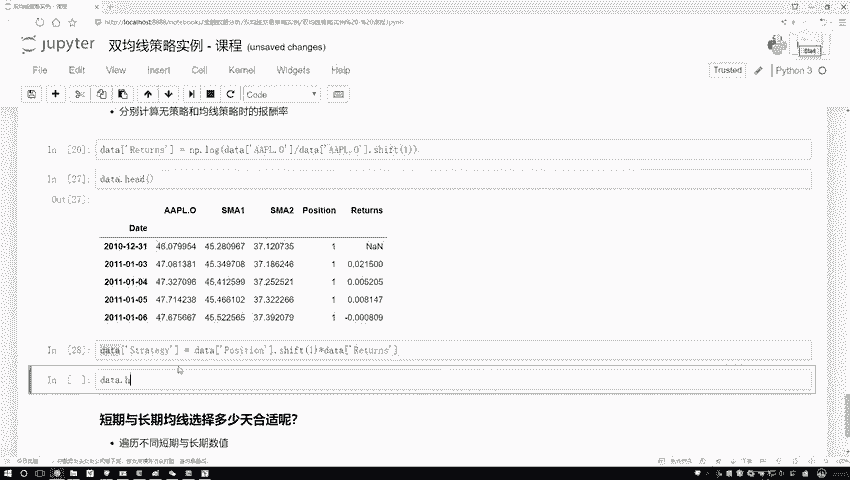 双均线策略实例 - 课程
jupyter 双均线策略实例 - 课程 (unsaved changes)
File Edit View Insert Cell Kernel Widgets Help
Trusted Python 3
Code
• 分别计算无策略和均线策略时的报酬率
In [20]: data['Returns'] = np.log(data['AAPL.O']/data['AAPL.O'].shift(1))
In [27]: data.head()
Out[27]:
AAPL.O SMA1 SMA2 Position Returns
Date
2010-12-31 46.079954 45.280967 37.120735 1 NaN
2011-01-03 47.081381 45.349708 37.186246 1 0.021500
2011-01-04 47.327096 45.412599 37.252521 1 0.005205
2011-01-05 47.714238 45.466102 37.322266 1 0.008147
2011-01-06 47.675667 45.522565 37.392079 1 -0.000809
In [28]: data['Strategy'] = data['Position'].shift(1)*data['Returns']
In [ ]: data.h
短期与长期均线选择多少天合适呢?
• 遍历不同短期与长期数值